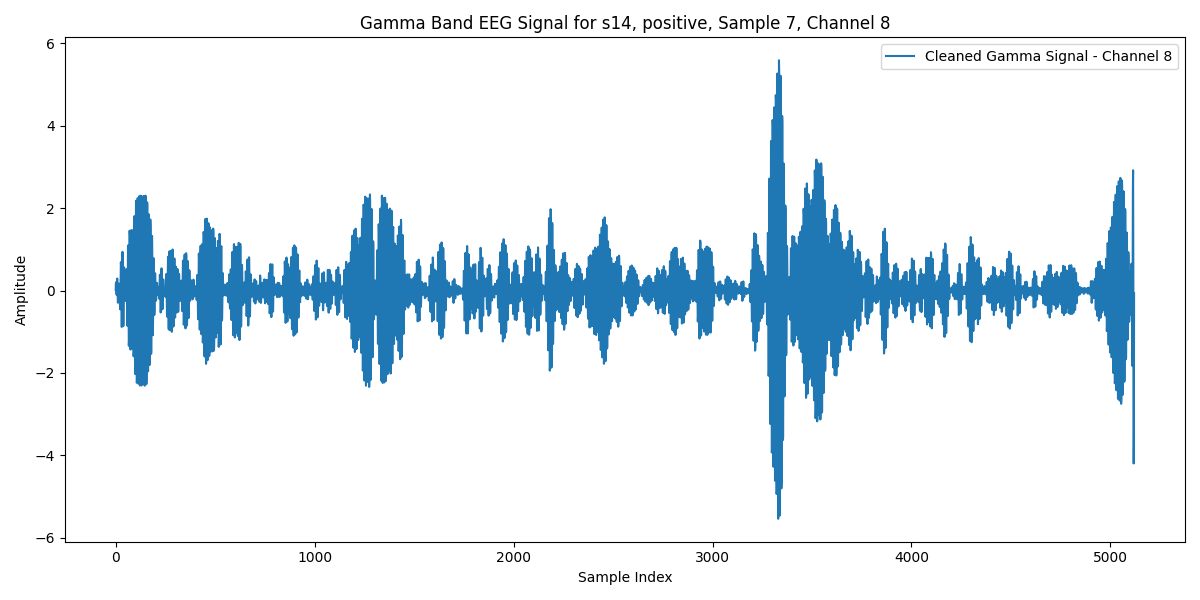 Gamma Band EEG Signal for s14, positive, Sample 7, Channel 8
Cleaned Gamma Signal - Channel 8
Amplitude
6
4
2
0
−2
−4
−6
0 1000 2000 3000 4000 5000
Sample Index